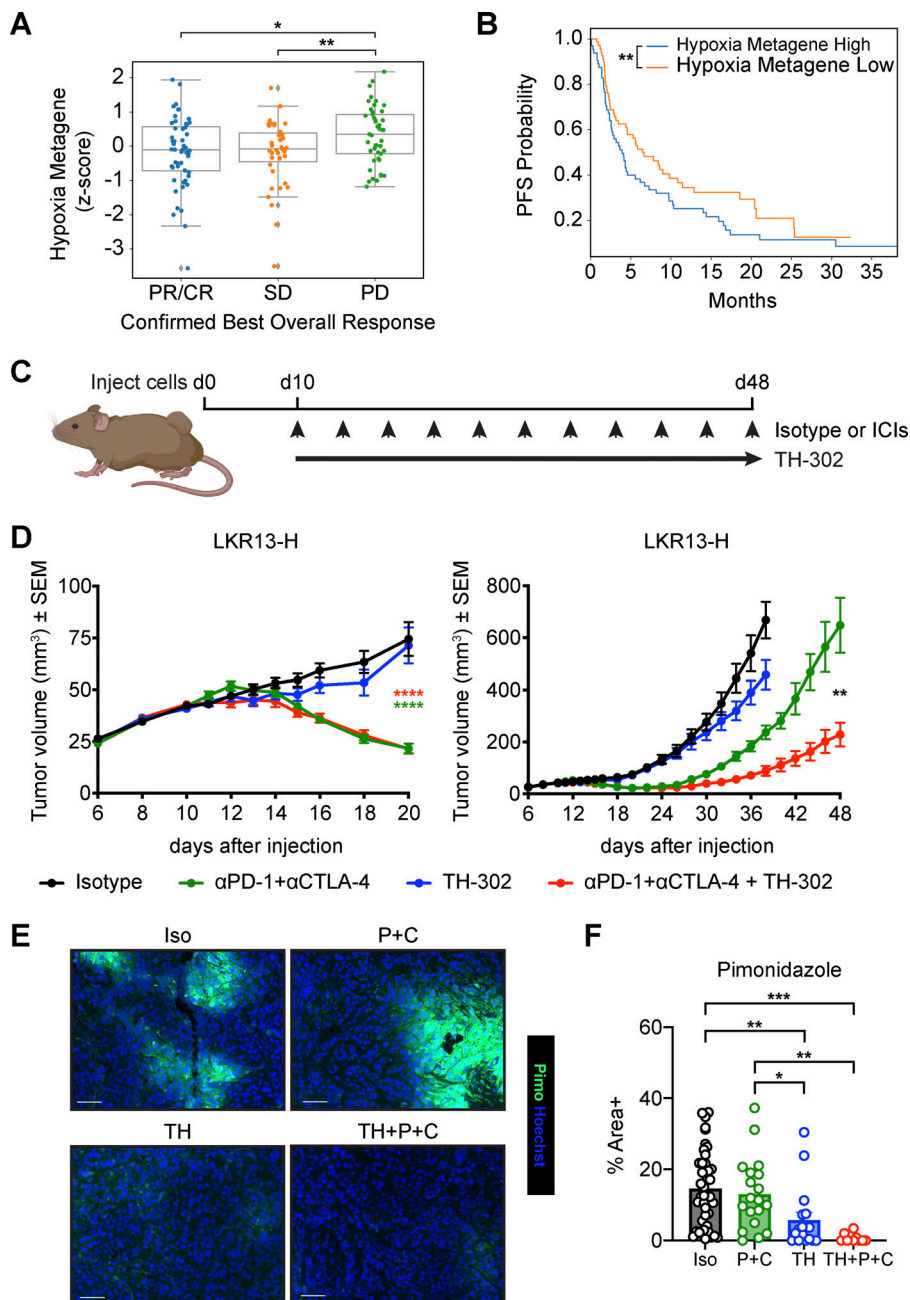 A
*
**
2
1
0
-1
-2
-3
Hypoxia Metagene
(z-score)
PR/CR
SD
PD
Confirmed Best Overall Response
B
1.0
0.8
0.6
0.4
0.2
PFS Probability
**
Hypoxia Metagene High
Hypoxia Metagene Low
0
5
10
15
20
25
30
35
Months
C
Inject cells d0
d10
d48
Isotype or ICIs
TH-302
D
LKR13-H
100
75
50
25
0
Tumor volume (mm³) ± SEM
****
****
6
8
10
12
14
16
18
20
days after injection
LKR13-H
800
600
400
200
0
Tumor volume (mm³) ± SEM
**
6
12
18
24
30
36
42
48
days after injection
Isotype
αPD-1+αCTLA-4
TH-302
αPD-1+αCTLA-4 + TH-302
E
Iso
P+C
TH
TH+P+C
Pimo Hoechst
F
Pimonidazole
***
**
**
*
60
40
20
0
% Area+
Iso
P+C
TH
TH+P+C